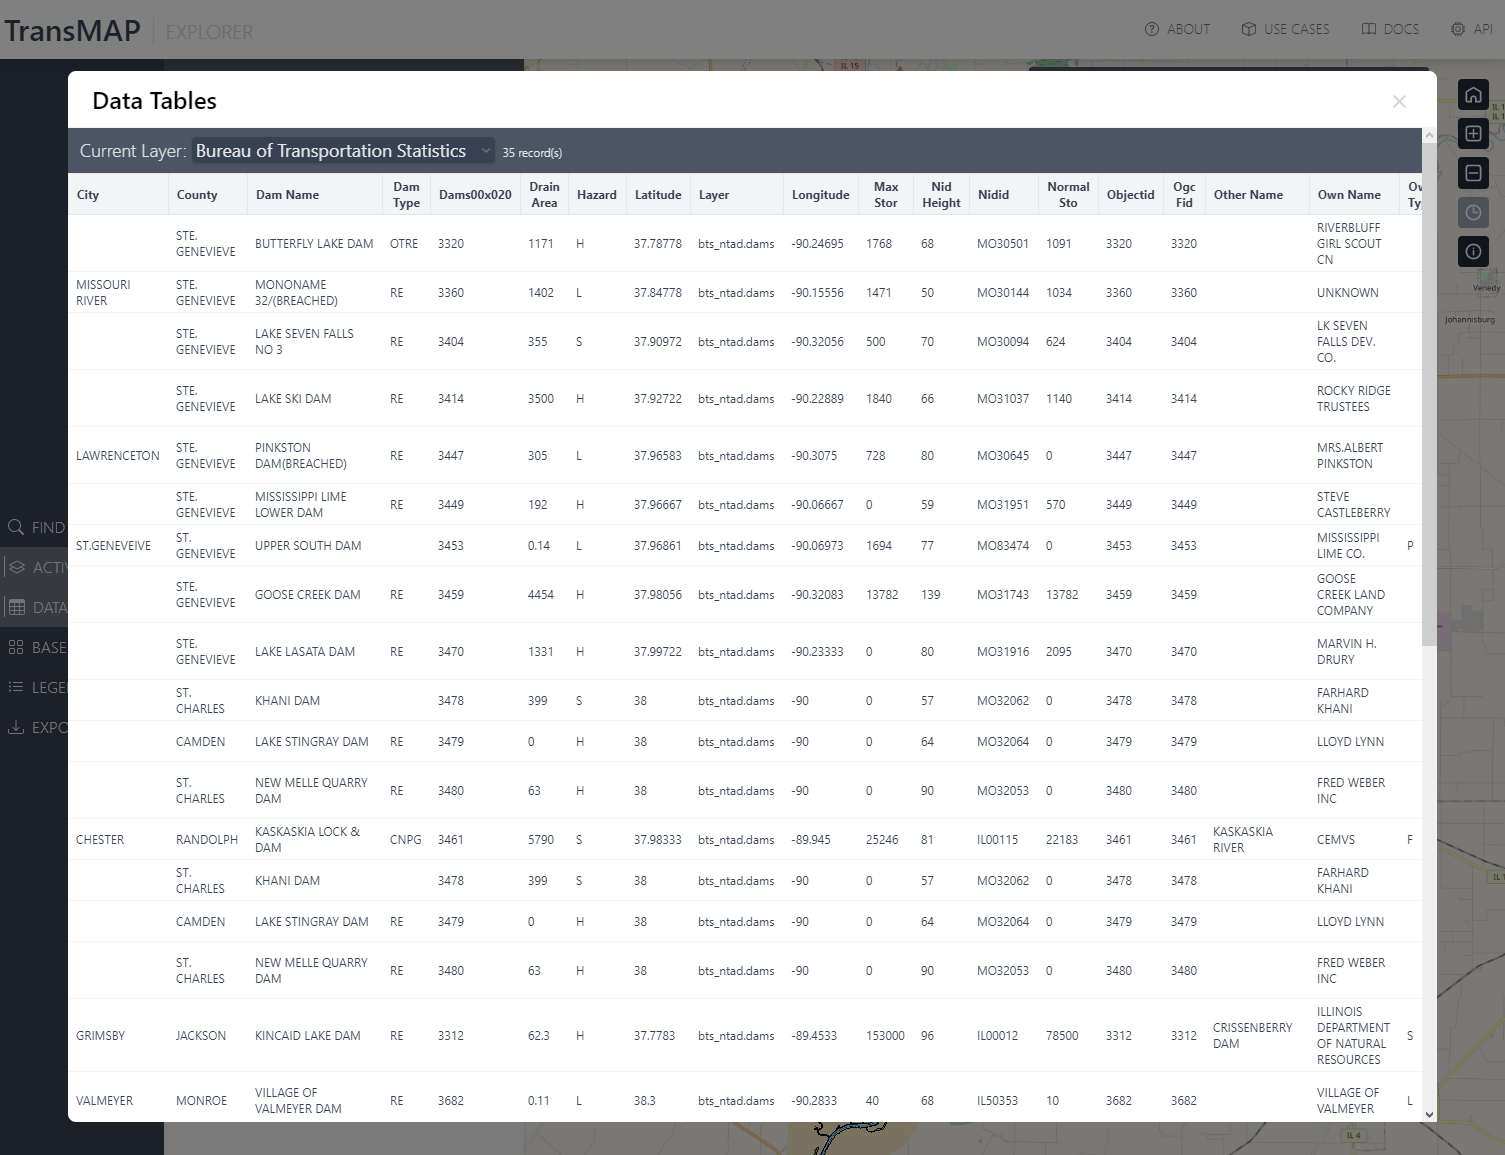 TransMAP EXPLORER ABOUT USE CASES DOCS API
IL 15
Data Tables
Current Layer: Bureau of Transportation Statistics 35 record(s)
City County Dam Name Dam Type Dams00x020 Drain Area Hazard Latitude Layer Longitude Max Stor Nid Height Nidid Normal Sto Objectid Ogc Fid Other Name Own Name
STE. GENEVIEVE BUTTERFLY LAKE DAM OTRE 3320 1171 H 37.78778 bts_ntad.dams -90.24695 1768 68 MO30501 1091 3320 3320 RIVERBLUFF GIRL SCOUT CN
MISSOURI RIVER STE. GENEVIEVE MONONAME 32/(BREACHED) RE 3360 1402 L 37.84778 bts_ntad.dams -90.15556 1471 50 MO30144 1034 3360 3360 UNKNOWN
STE. GENEVIEVE LAKE SEVEN FALLS NO 3 RE 3404 355 S 37.90972 bts_ntad.dams -90.32056 500 70 MO30094 624 3404 3404 LK SEVEN FALLS DEV. CO.
STE. GENEVIEVE LAKE SKI DAM RE 3414 3500 H 37.92722 bts_ntad.dams -90.22889 1840 66 MO31037 1140 3414 3414 ROCKY RIDGE TRUSTEES
LAWRENCETON STE. GENEVIEVE PINKSTON DAM(BREACHED) RE 3447 305 L 37.96583 bts_ntad.dams -90.3075 728 80 MO30645 0 3447 3447 MRS.ALBERT PINKSTON
STE. GENEVIEVE MISSISSIPPI LIME LOWER DAM RE 3449 192 H 37.96667 bts_ntad.dams -90.06667 0 59 MO31951 570 3449 3449 STEVE CASTLEBERRY
ST.GENEVEIVE ST. GENEVIEVE UPPER SOUTH DAM 3453 0.14 L 37.96861 bts_ntad.dams -90.06973 1694 77 MO83474 0 3453 3453 MISSISSIPPI LIME CO. P
STE. GENEVIEVE GOOSE CREEK DAM RE 3459 4454 H 37.98056 bts_ntad.dams -90.32083 13782 139 MO31743 13782 3459 3459 GOOSE CREEK LAND COMPANY
STE. GENEVIEVE LAKE LASATA DAM RE 3470 1331 H 37.99722 bts_ntad.dams -90.23333 0 80 MO31916 2095 3470 3470 MARVIN H. DRURY
ST. CHARLES KHANI DAM 3478 399 S 38 bts_ntad.dams -90 0 57 MO32062 0 3478 3478 FARHARD KHANI
CAMDEN LAKE STINGRAY DAM RE 3479 0 H 38 bts_ntad.dams -90 0 64 MO32064 0 3479 3479 LLOYD LYNN
ST. CHARLES NEW MELLE QUARRY DAM RE 3480 63 H 38 bts_ntad.dams -90 0 90 MO32053 0 3480 3480 FRED WEBER INC
CHESTER RANDOLPH KASKASKIA LOCK & DAM CNPG 3461 5790 S 37.98333 bts_ntad.dams -89.945 25246 81 IL00115 22183 3461 3461 KASKASKIA RIVER CEMVS F
ST. CHARLES KHANI DAM 3478 399 S 38 bts_ntad.dams -90 0 57 MO32062 0 3478 3478 FARHARD KHANI
CAMDEN LAKE STINGRAY DAM RE 3479 0 H 38 bts_ntad.dams -90 0 64 MO32064 0 3479 3479 LLOYD LYNN
ST. CHARLES NEW MELLE QUARRY DAM RE 3480 63 H 38 bts_ntad.dams -90 0 90 MO32053 0 3480 3480 FRED WEBER INC
GRIMSBY JACKSON KINCAID LAKE DAM RE 3312 62.3 H 37.7783 bts_ntad.dams -89.4533 153000 96 IL00012 78500 3312 3312 CRISSENBERRY DAM ILLINOIS DEPARTMENT OF NATURAL RESOURCES S
VALMEYER MONROE VILLAGE OF VALMEYER DAM RE 3682 0.11 L 38.3 bts_ntad.dams -90.2833 40 68 IL50353 10 3682 3682 VILLAGE OF VALMEYER L
FIND
DATA
BASE
Venedy
Johannisburg
IL 4